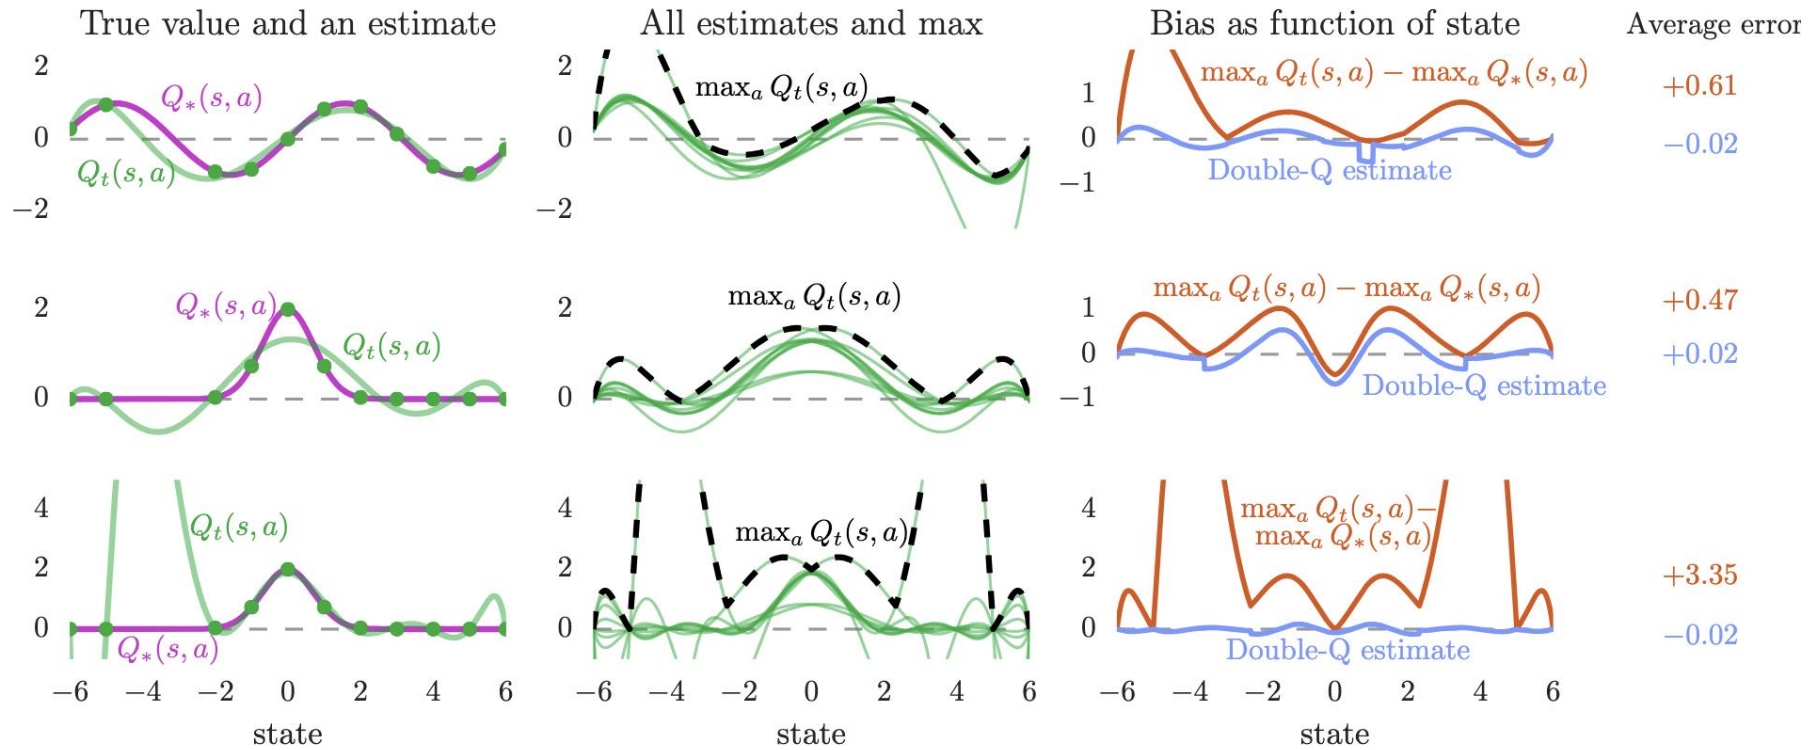 True value and an estimate
All estimates and max
Bias as function of state
Average error
2
0
−2
Q*(s, a)
Qt(s, a)
2
0
−2
maxa Qt(s, a)
1
0
−1
maxa Qt(s, a) − maxa Q*(s, a)
Double-Q estimate
+0.61
−0.02
2
0
Q*(s, a)
Qt(s, a)
2
0
maxa Qt(s, a)
1
0
−1
maxa Qt(s, a) − maxa Q*(s, a)
Double-Q estimate
+0.47
+0.02
4
2
0
Qt(s, a)
Q*(s, a)
−6 −4 −2 0 2 4 6
state
4
2
0
maxa Qt(s, a)
−6 −4 −2 0 2 4 6
state
4
2
0
maxa Qt(s, a)−
maxa Q*(s, a)
Double-Q estimate
−6 −4 −2 0 2 4 6
state
+3.35
−0.02